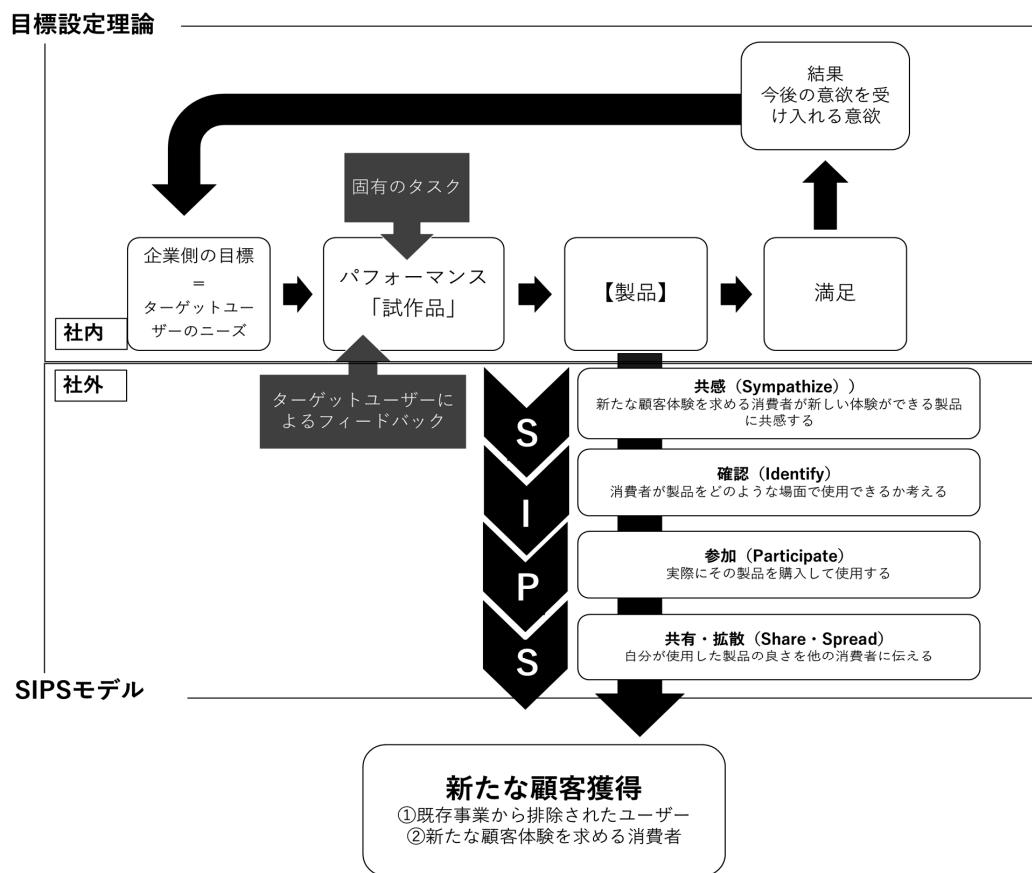 目標設定理論
結果
今後の意欲を受
け入れる意欲
固有のタスク
企業側の目標
＝
ターゲットユー
ザーのニーズ
パフォーマンス
「試作品」
【製品】
満足
社内
社外
ターゲットユーザーに
よるフィードバック
S
I
P
S
共感（Sympathize））
新たな顧客体験を求める消費者が新しい体験ができる製品
に共感する
確認（Identify）
消費者が製品をどのような場面で使用できるか考える
参加（Participate）
実際にその製品を購入して使用する
共有・拡散（Share・Spread）
自分が使用した製品の良さを他の消費者に伝える
SIPSモデル
新たな顧客獲得
①既存事業から排除されたユーザー
②新たな顧客体験を求める消費者